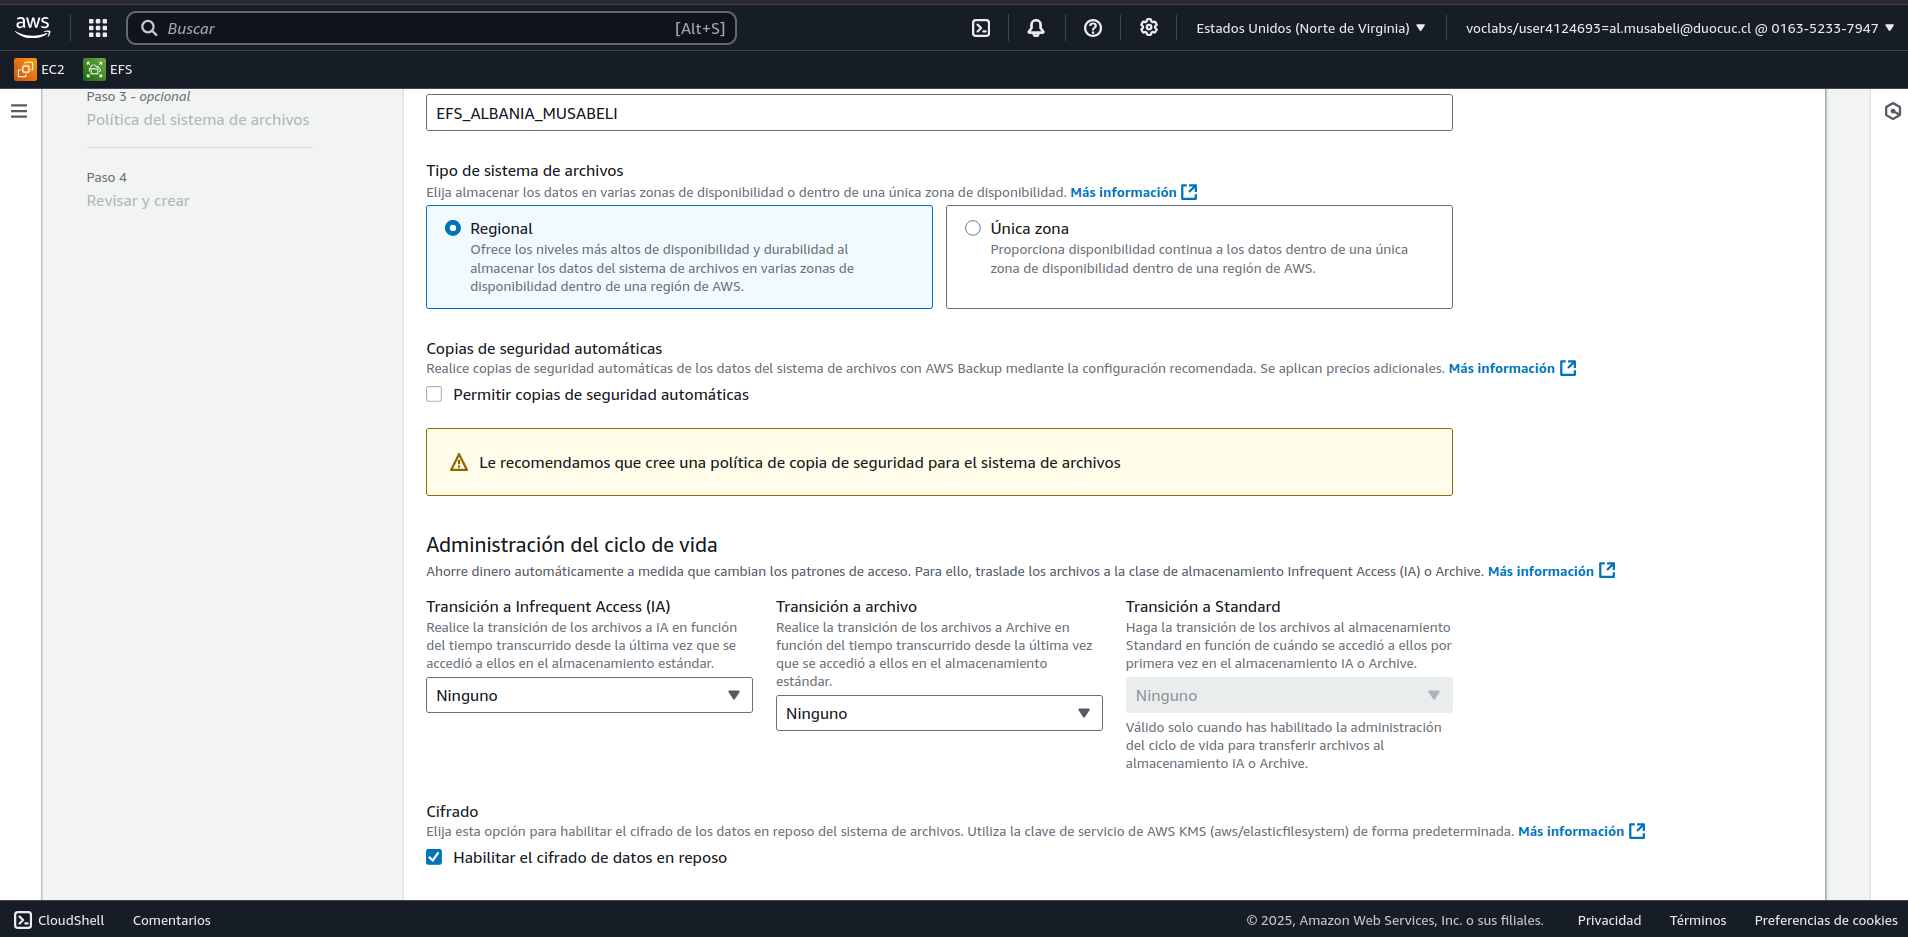 aws
Buscar
[Alt+S]
Estados Unidos (Norte de Virginia)
voclabs/user4124693=al.musabeli@duocuc.cl @ 0163-5233-7947
EC2
EFS
Paso 3 - opcional
Política del sistema de archivos
Paso 4
Revisar y crear
EFS_ALBANIA_MUSABELI
Tipo de sistema de archivos
Elija almacenar los datos en varias zonas de disponibilidad o dentro de una única zona de disponibilidad. Más información
Regional
Ofrece los niveles más altos de disponibilidad y durabilidad al
almacenar los datos del sistema de archivos en varias zonas de
disponibilidad dentro de una región de AWS.
Única zona
Proporciona disponibilidad continua a los datos dentro de una única
zona de disponibilidad dentro de una región de AWS.
Copias de seguridad automáticas
Realice copias de seguridad automáticas de los datos del sistema de archivos con AWS Backup mediante la configuración recomendada. Se aplican precios adicionales. Más información
Permitir copias de seguridad automáticas
Le recomendamos que cree una política de copia de seguridad para el sistema de archivos
Administración del ciclo de vida
Ahorre dinero automáticamente a medida que cambian los patrones de acceso. Para ello, traslade los archivos a la clase de almacenamiento Infrequent Access (IA) o Archive. Más información
Transición a Infrequent Access (IA)
Realice la transición de los archivos a IA en función
del tiempo transcurrido desde la última vez que se
accedió a ellos en el almacenamiento estándar.
Ninguno
Transición a archivo
Realice la transición de los archivos a Archive en
función del tiempo transcurrido desde la última vez
que se accedió a ellos en el almacenamiento
estándar.
Ninguno
Transición a Standard
Haga la transición de los archivos al almacenamiento
Standard en función de cuándo se accedió a ellos por
primera vez en el almacenamiento IA o Archive.
Ninguno
Válido solo cuando has habilitado la administración
del ciclo de vida para transferir archivos al
almacenamiento IA o Archive.
Cifrado
Elija esta opción para habilitar el cifrado de los datos en reposo del sistema de archivos. Utiliza la clave de servicio de AWS KMS (aws/elasticfilesystem) de forma predeterminada. Más información
Habilitar el cifrado de datos en reposo
CloudShell
Comentarios
© 2025, Amazon Web Services, Inc. o sus filiales.
Privacidad
Términos
Preferencias de cookies